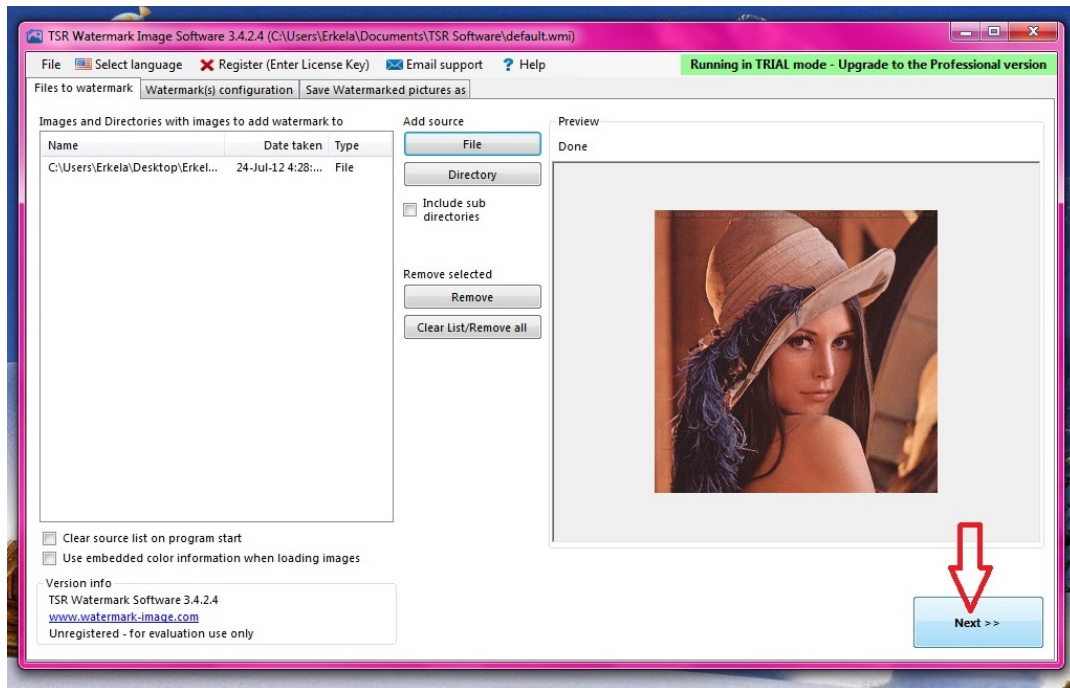 TSR Watermark Image Software 3.4.2.4 (C:\Users\Erkela\Documents\TSR Software\default.wmi)
File Select language Register (Enter License Key) Email support ? Help Running in TRIAL mode - Upgrade to the Professional version
Files to watermark Watermark(s) configuration Save Watermarked pictures as
Images and Directories with images to add watermark to
Name Date taken Type
C:\Users\Erkela\Desktop\Erkel... 24-Jul-12 4:28:... File
Add source
File
Directory
Include sub
directories
Remove selected
Remove
Clear List/Remove all
Preview
Done
Clear source list on program start
Use embedded color information when loading images
Version info
TSR Watermark Software 3.4.2.4
www.watermark-image.com
Unregistered - for evaluation use only
Next >>